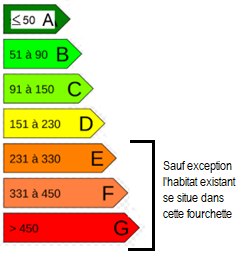 ≤50 A
51 à 90 B
91 à 150 C
151 à 230 D
231 à 330 E
331 à 450 F
> 450 G
Sauf exception
l'habitat existant
se situe dans
cette fourchette